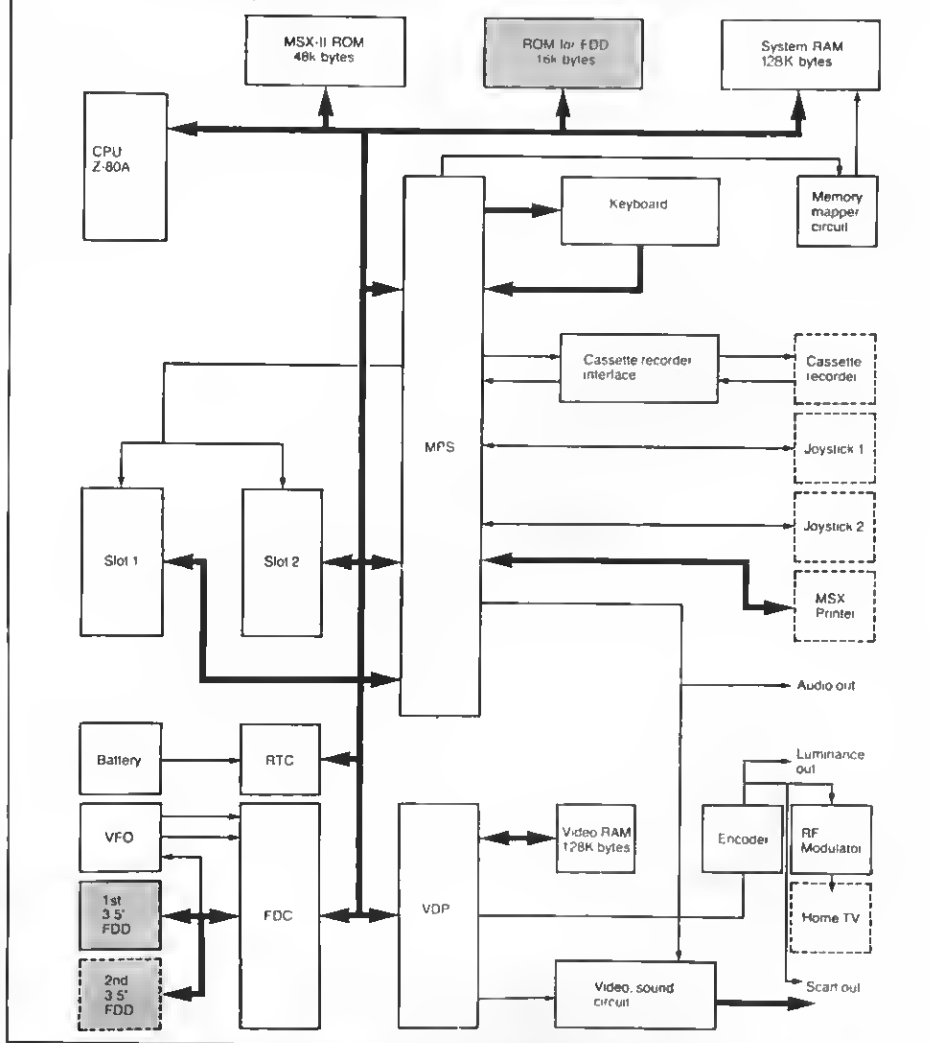 MSX-II ROM
48k bytes
ROM for FDD
16k bytes
System RAM
128K bytes
CPU
Z-80A
Keyboard
Memory
mapper
circuit
Cassette recorder
interface
Cassette
recorder
MPS
Joystick 1
Joystick 2
Slot 1
Slot 2
MSX
Printer
Audio out
Battery
RTC
Luminance
out
VFO
Video RAM
128K bytes
Encoder
RF
Modulator
1st
3 5"
FDD
FDC
VDP
Home TV
2nd
3 5"
FDD
Video, sound
circuit
Scart out